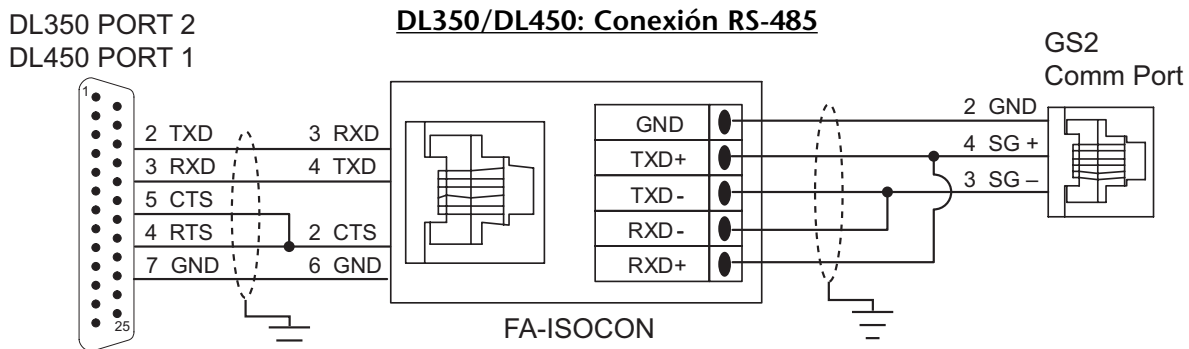 DL350/DL450: Conexión RS-485
DL350 PORT 2
DL450 PORT 1
1
2 TXD
3 RXD
5 CTS
4 RTS
7 GND
25
3 RXD
4 TXD
2 CTS
6 GND
GND
TXD+
TXD-
RXD-
RXD+
FA-ISOCON
GS2
Comm Port
2 GND
4 SG +
3 SG –